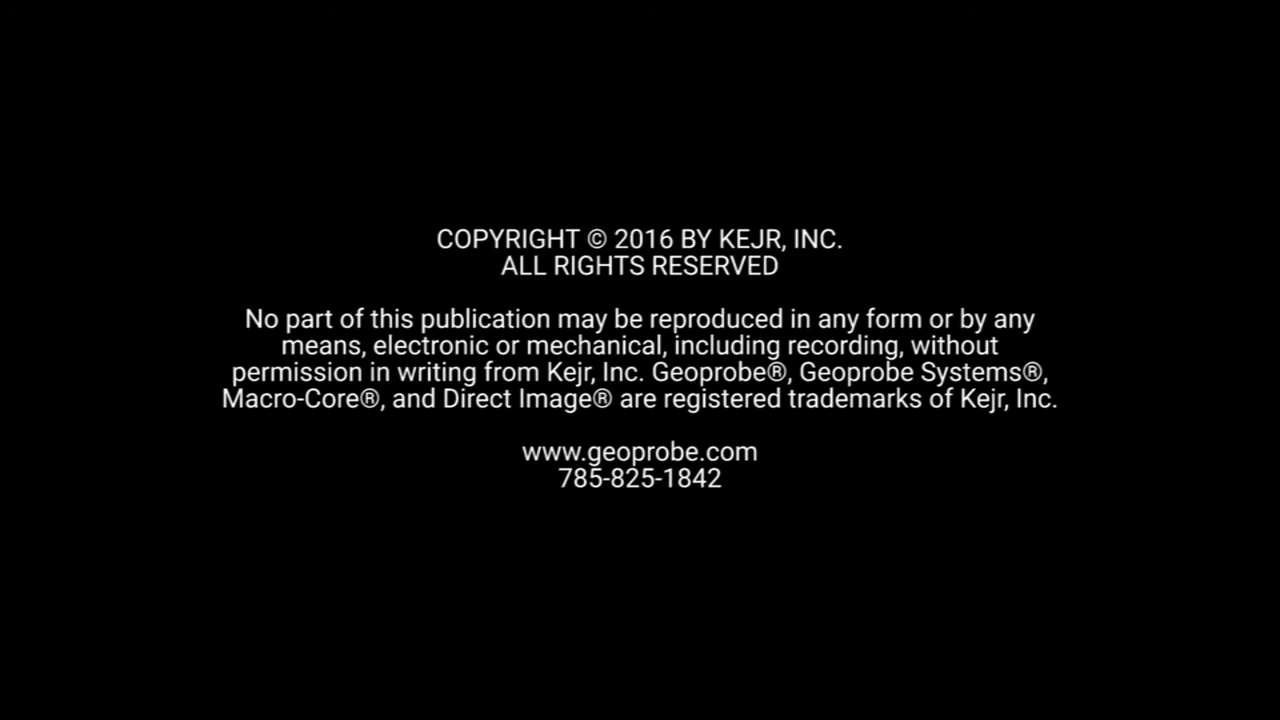 COPYRIGHT © 2016 BY KEJR, INC.
ALL RIGHTS RESERVED
No part of this publication may be reproduced in any form or by any
means, electronic or mechanical, including recording, without
permission in writing from Kejr, Inc. Geoprobe®, Geoprobe Systems®,
Macro-Core®, and Direct Image® are registered trademarks of Kejr, Inc.
www.geoprobe.com
785-825-1842